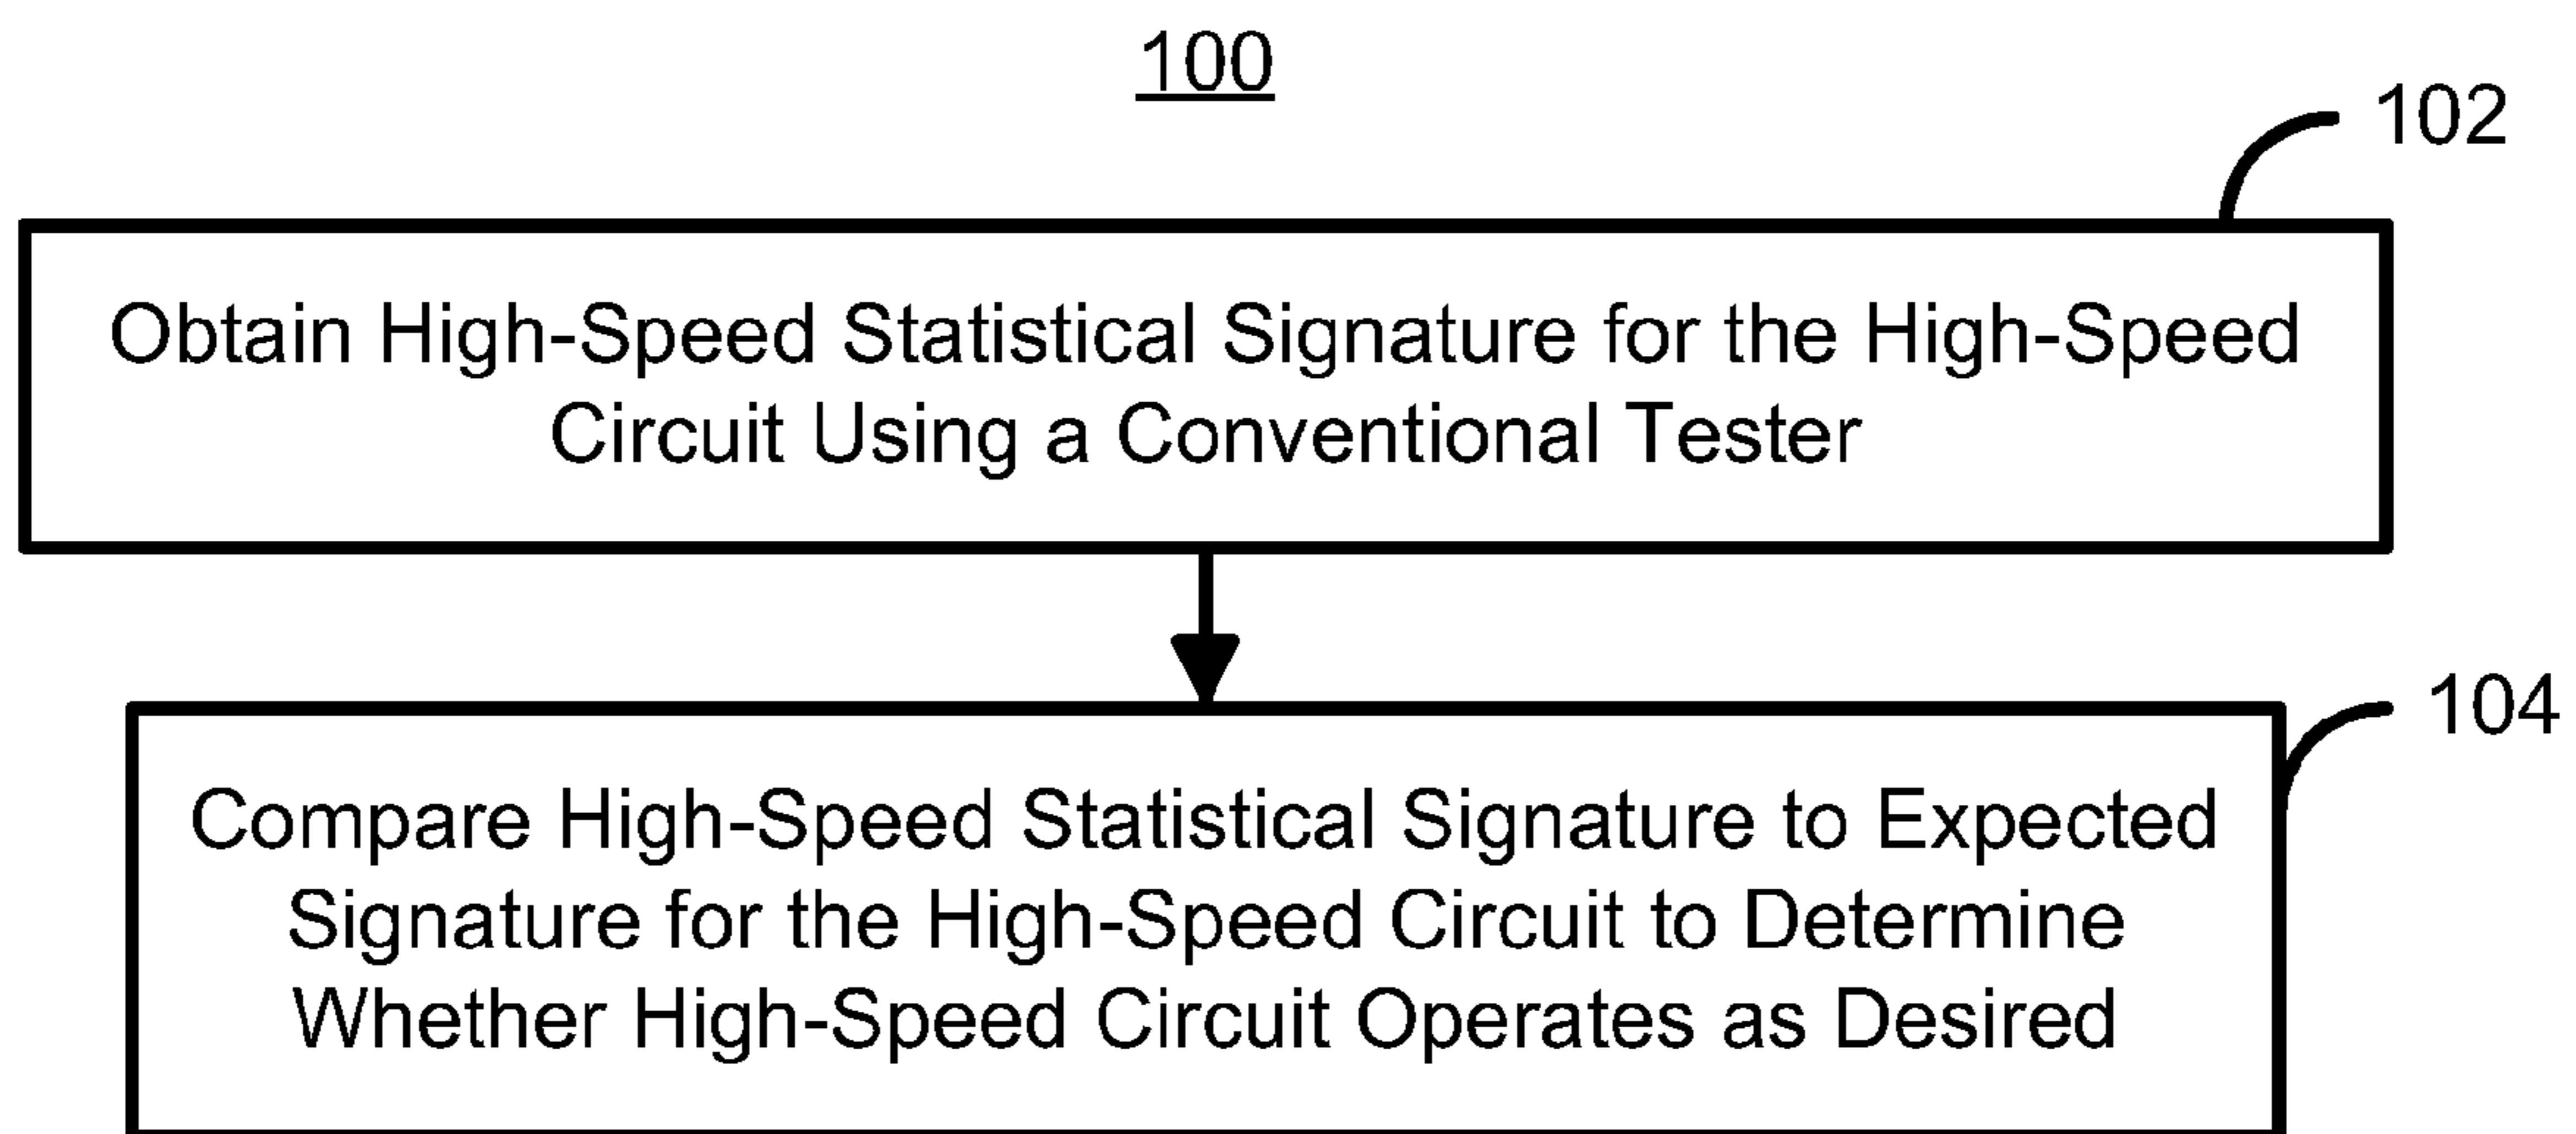 100
102
Obtain High-Speed Statistical Signature for the High-Speed
Circuit Using a Conventional Tester
104
Compare High-Speed Statistical Signature to Expected
Signature for the High-Speed Circuit to Determine
Whether High-Speed Circuit Operates as Desired